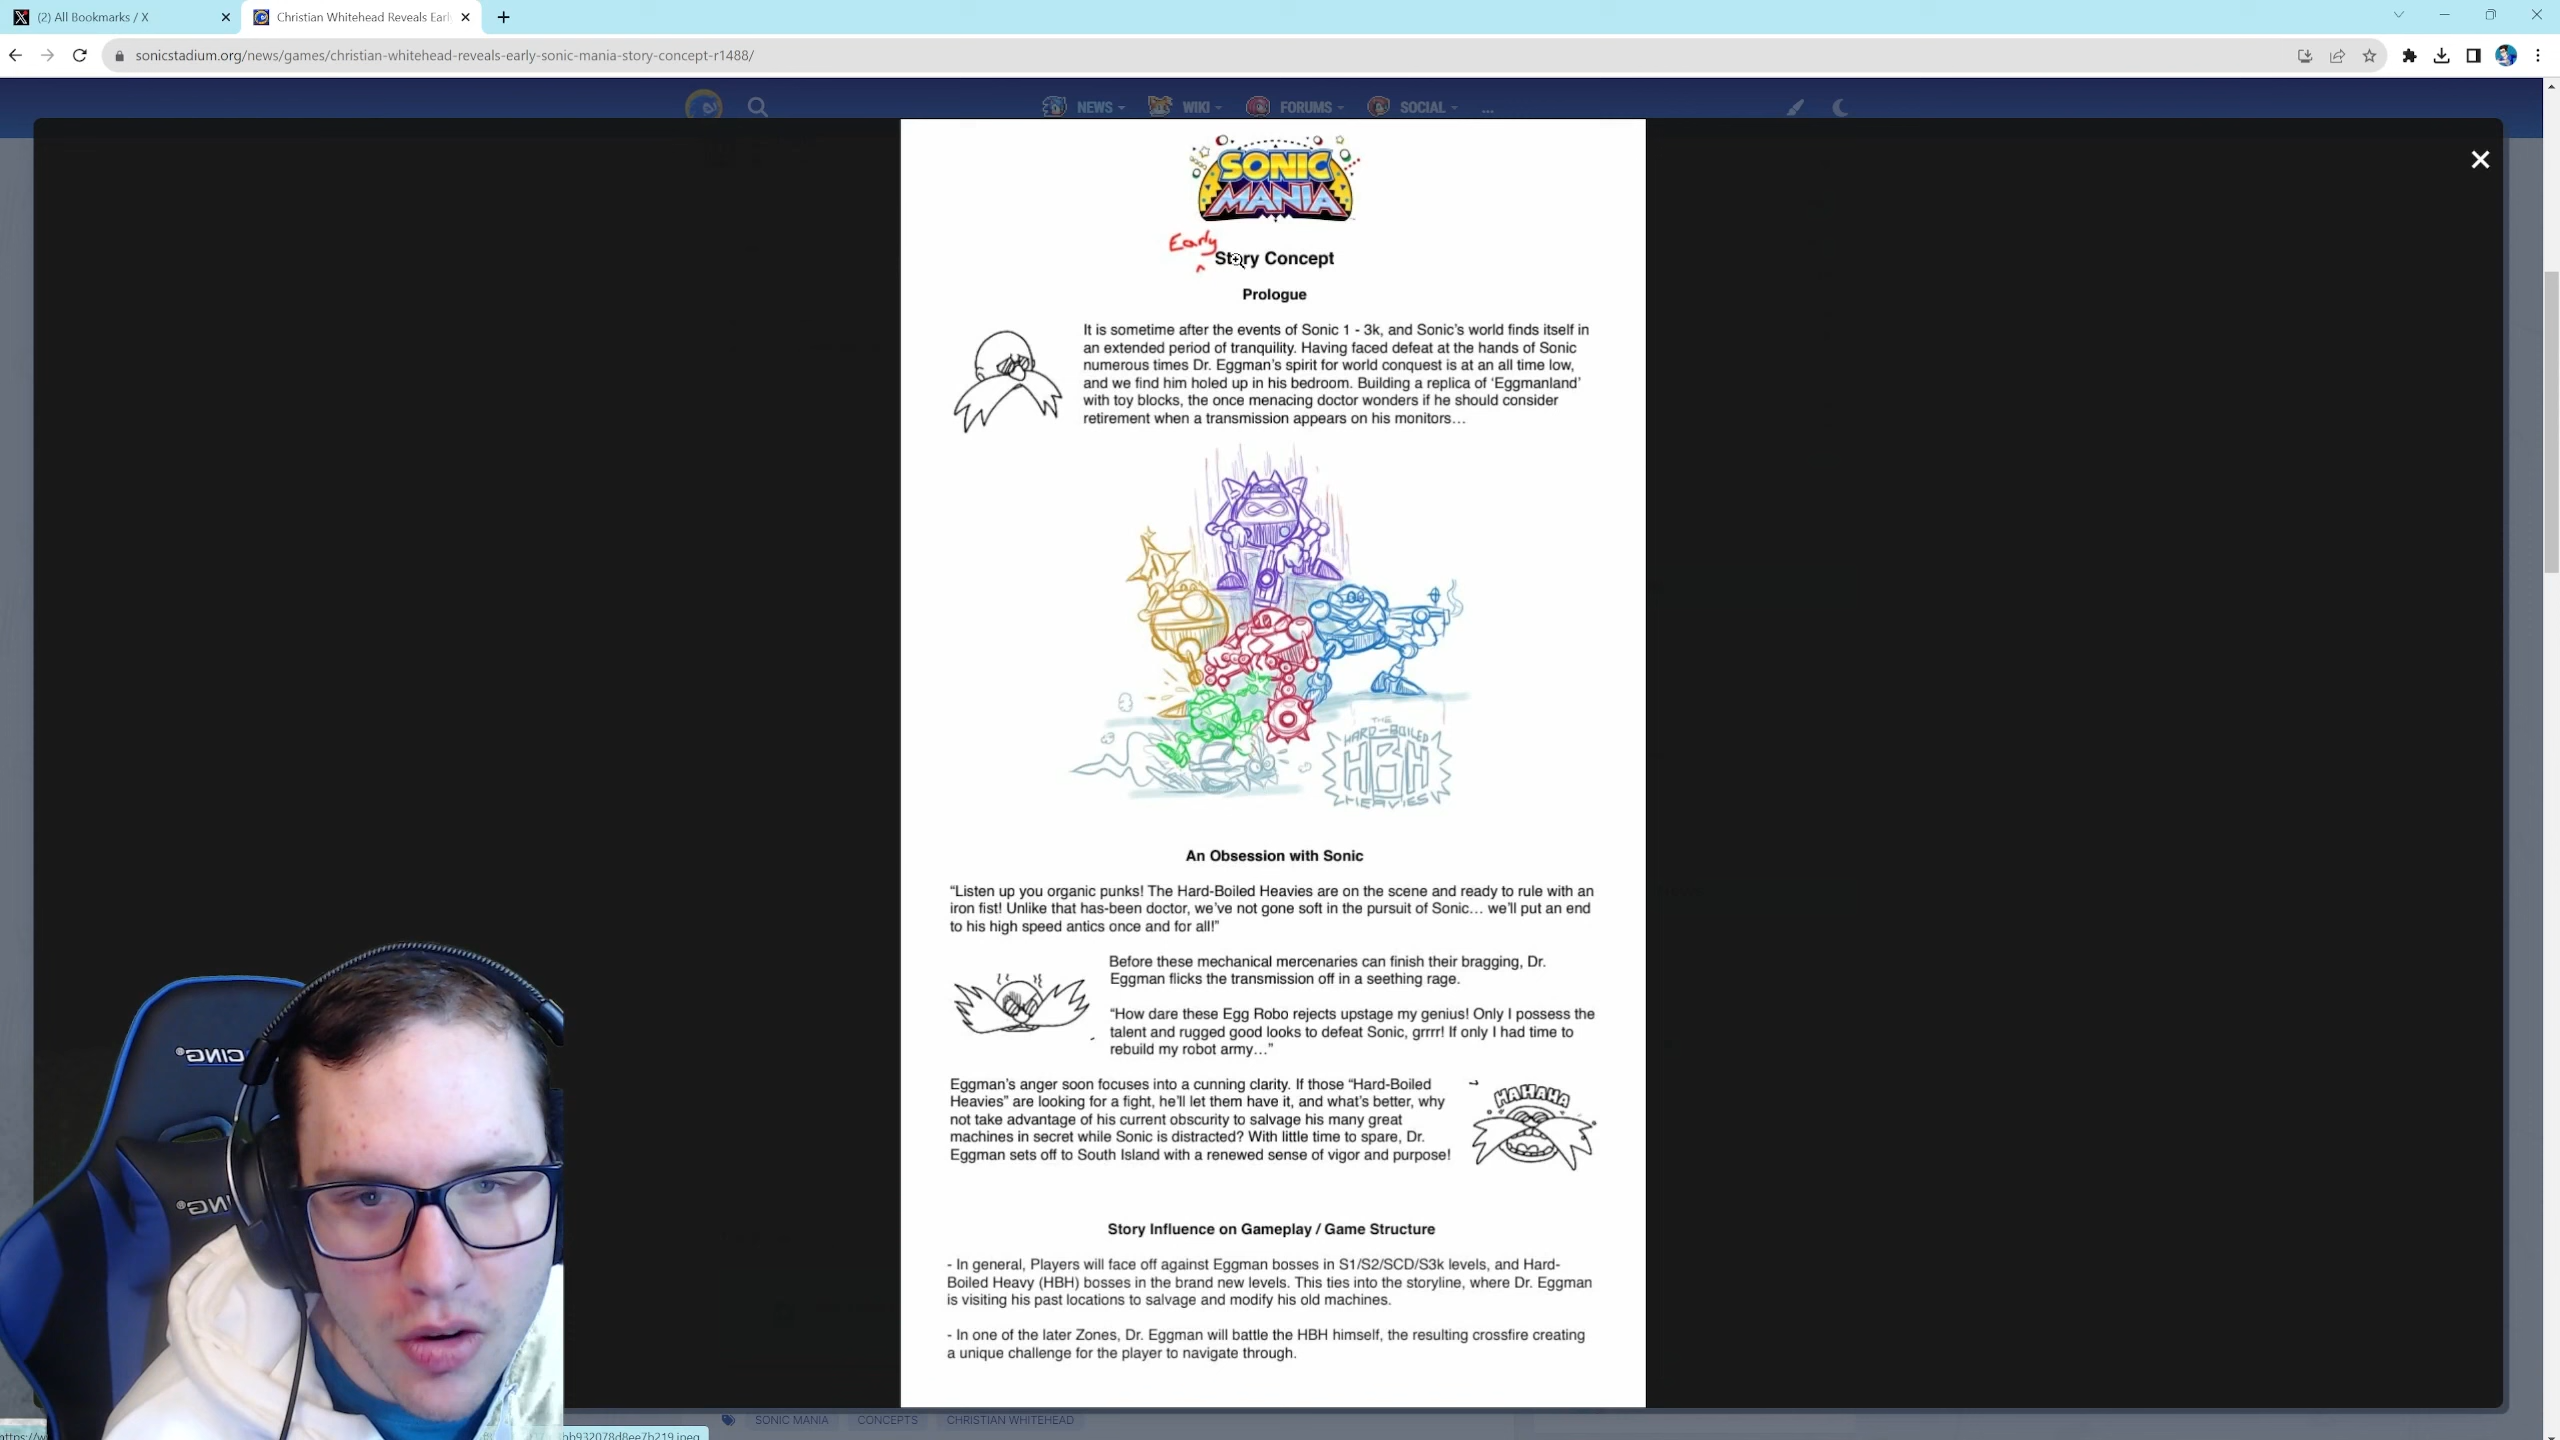 (2) All Bookmarks / X
Christian Whitehead Reveals Earl
sonicstadium.org/news/games/christian-whitehead-reveals-early-sonic-mania-story-concept-r1488/
NEWS WIKI FORUMS SOCIAL ...
SONIC
MANIA
Early
Story Concept
Prologue
It is sometime after the events of Sonic 1 - 3k, and Sonic's world finds itself in
an extended period of tranquility. Having faced defeat at the hands of Sonic
numerous times Dr. Eggman's spirit for world conquest is at an all time low,
and we find him holed up in his bedroom. Building a replica of 'Eggmanland'
with toy blocks, the once menacing doctor wonders if he should consider
retirement when a transmission appears on his monitors…
THE
HARD-BOILED
HBH
HEAVIES
An Obsession with Sonic
“Listen up you organic punks! The Hard-Boiled Heavies are on the scene and ready to rule with an
iron fist! Unlike that has-been doctor, we've not gone soft in the pursuit of Sonic… we'll put an end
to his high speed antics once and for all!”
Before these mechanical mercenaries can finish their bragging, Dr.
Eggman flicks the transmission off in a seething rage.
“How dare these Egg Robo rejects upstage my genius! Only I possess the
talent and rugged good looks to defeat Sonic, grrrr! If only I had time to
rebuild my robot army…”
Eggman's anger soon focuses into a cunning clarity. If those “Hard-Boiled
Heavies” are looking for a fight, he'll let them have it, and what's better, why
not take advantage of his current obscurity to salvage his many great
machines in secret while Sonic is distracted? With little time to spare, Dr.
Eggman sets off to South Island with a renewed sense of vigor and purpose!
HAHAHA
Story Influence on Gameplay / Game Structure
- In general, Players will face off against Eggman bosses in S1/S2/SCD/S3k levels, and Hard-
Boiled Heavy (HBH) bosses in the brand new levels. This ties into the storyline, where Dr. Eggman
is visiting his past locations to salvage and modify his old machines.
- In one of the later Zones, Dr. Eggman will battle the HBH himself, the resulting crossfire creating
a unique challenge for the player to navigate through.
SONIC MANIA CONCEPTS CHRISTIAN WHITEHEAD